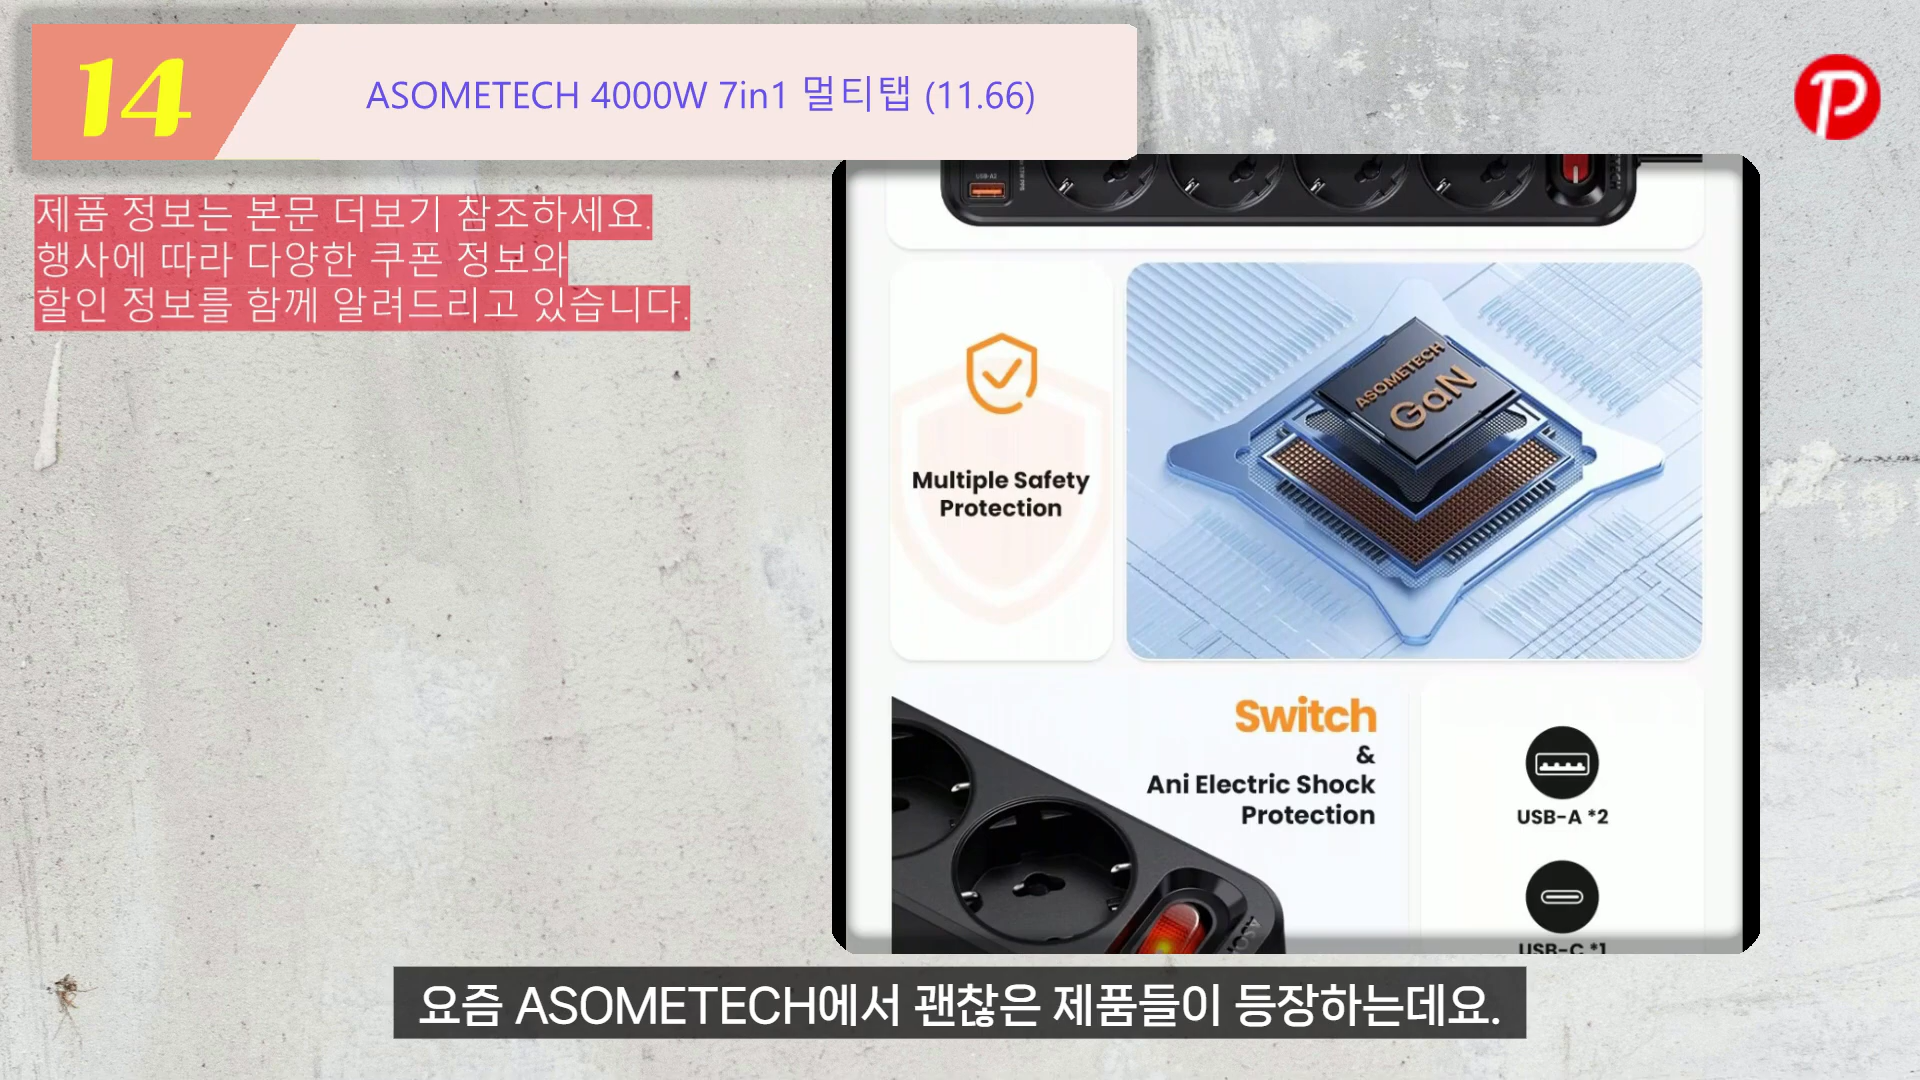 14
ASOMETECH 4000W 7in1 멀티탭 (11.66)
제품 정보는 본문 더보기 참조하세요.
행사에 따라 다양한 쿠폰 정보와
할인 정보를 함께 알려드리고 있습니다.
USB-A2
Multiple Safety
Protection
ASOMETECH
GaN
Switch
&
Ani Electric Shock
Protection
USB-A *2
USB-C *1
요즘 ASOMETECH에서 괜찮은 제품들이 등장하는데요.